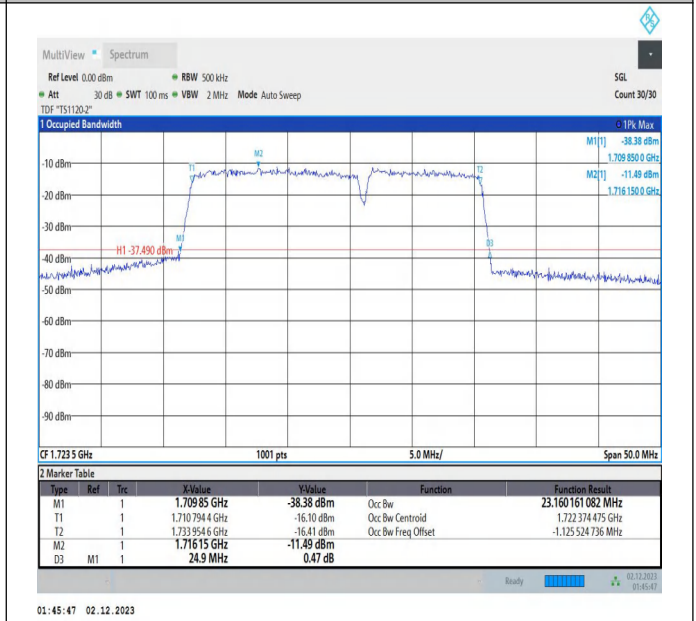 R S
MultiView Spectrum
Ref Level 0.00 dBm RBW 500 kHz SGL
Att 30 dB SWT 100 ms VBW 2 MHz Mode Auto Sweep Count 30/30
TDF "TS1120-2"
1 Occupied Bandwidth 1Pk Max
M1[1] -38.38 dBm
1.709 850 0 GHz
M2[1] -11.49 dBm
1.716 150 0 GHz
M2
T1
T2
-10 dBm
-20 dBm
-30 dBm
M1
D3
H1 -37.490 dBm
-40 dBm
-50 dBm
-60 dBm
-70 dBm
-80 dBm
-90 dBm
CF 1.723 5 GHz 1001 pts 5.0 MHz/ Span 50.0 MHz
2 Marker Table
Type Ref Trc X-Value Y-Value Function Function Result
M1 1 1.709 85 GHz -38.38 dBm Occ Bw 23.160 161 082 MHz
T1 1 1.710 794 4 GHz -16.10 dBm Occ Bw Centroid 1.722 374 475 GHz
T2 1 1.733 954 6 GHz -16.41 dBm Occ Bw Freq Offset -1.125 524 736 MHz
M2 1 1.716 15 GHz -11.49 dBm
D3 M1 1 24.9 MHz 0.47 dB
Ready 02.12.2023
01:45:47
01:45:47 02.12.2023